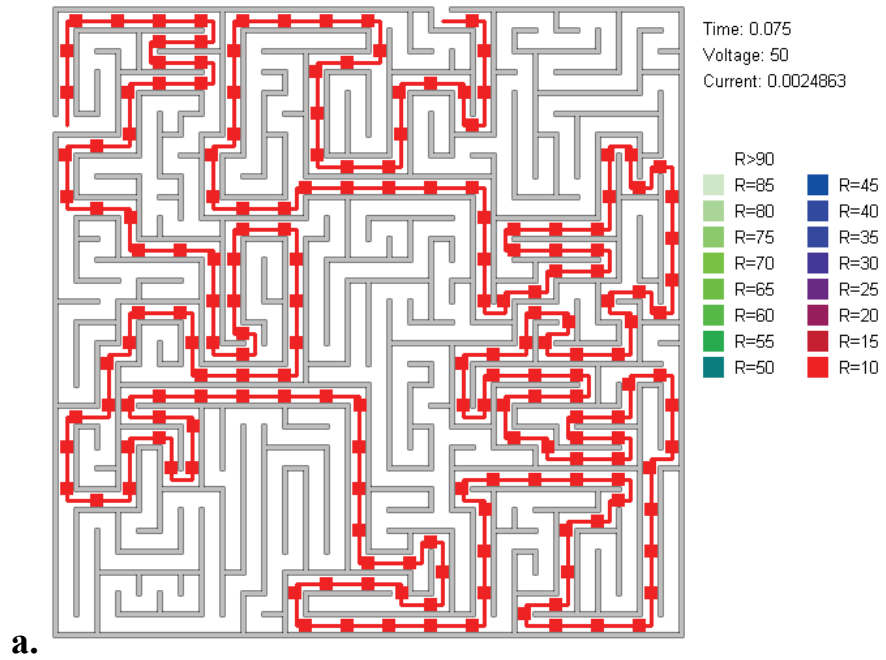 Time: 0.075
Voltage: 50
Current: 0.0024863
R>90
R=85 R=45
R=80 R=40
R=75 R=35
R=70 R=30
R=65 R=25
R=60 R=20
R=55 R=15
R=50 R=10
a.